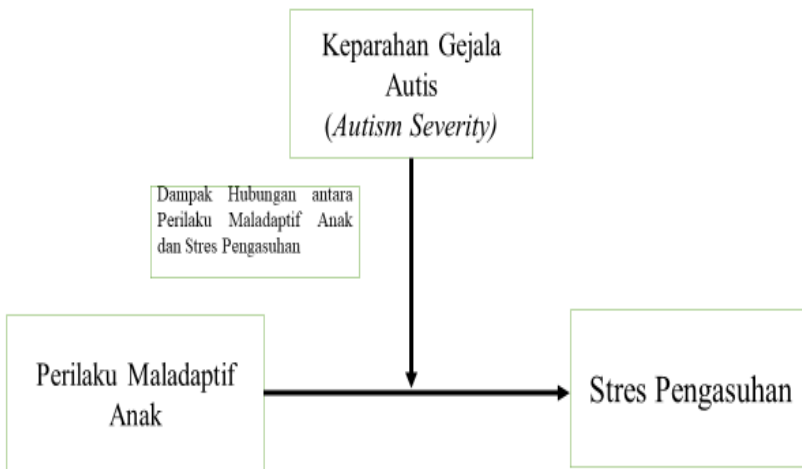 Keparahan Gejala
Autis
(Autism Severity)
Dampak Hubungan antara
Perilaku Maladaptif Anak
dan Stres Pengasuhan
Perilaku Maladaptif
Anak
Stres Pengasuhan